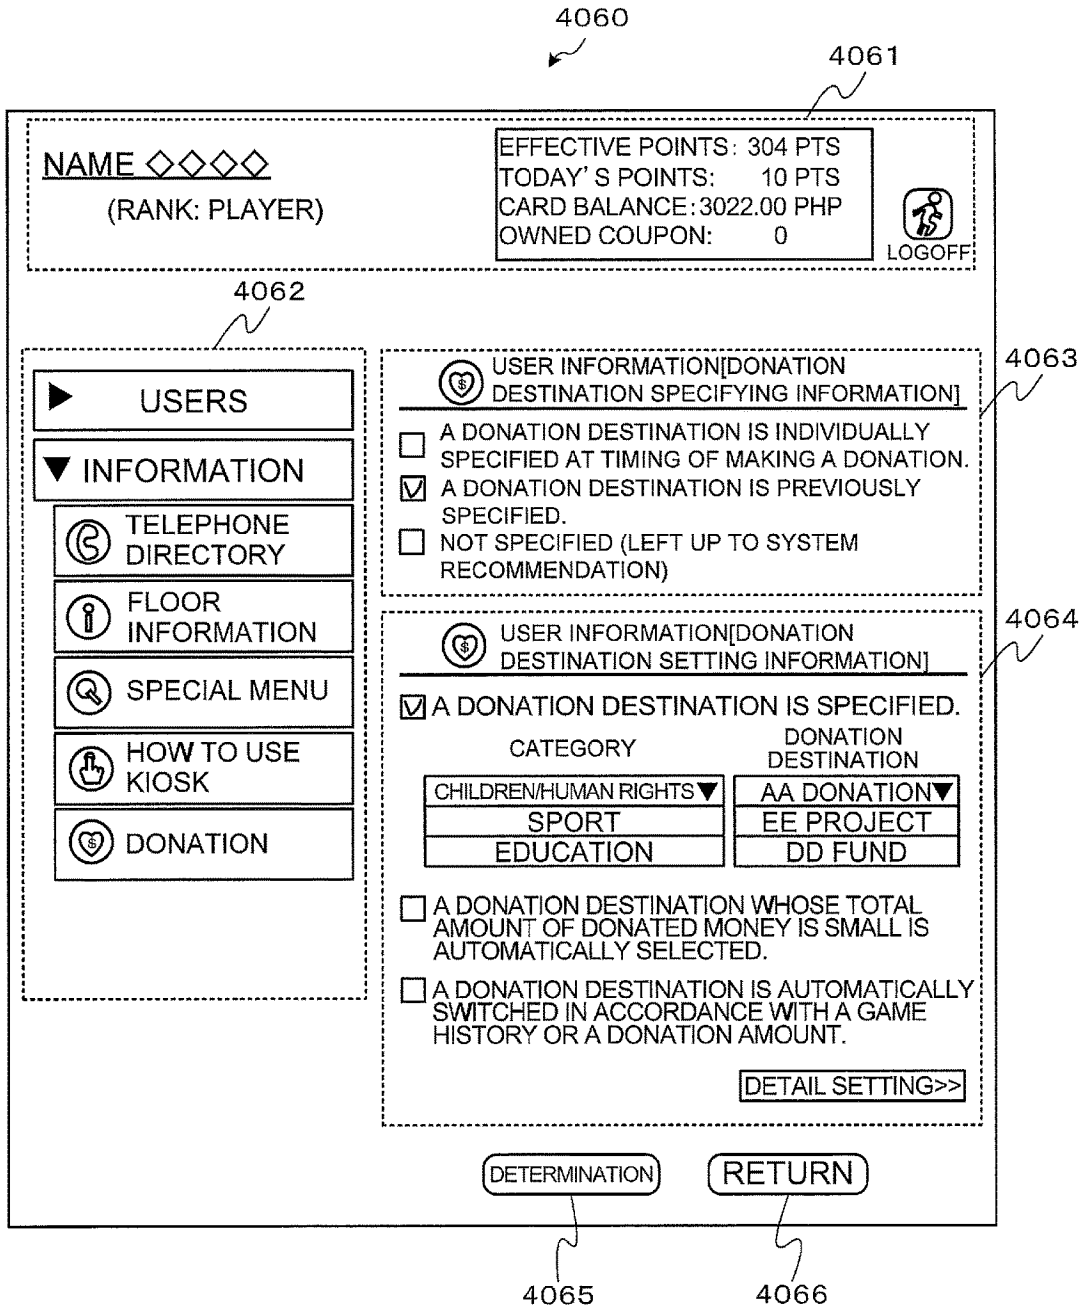 4060
4061
NAME ◇◇◇◇
(RANK: PLAYER)
EFFECTIVE POINTS: 304 PTS
TODAY'S POINTS: 10 PTS
CARD BALANCE:3022.00 PHP
OWNED COUPON: 0
LOGOFF
4062
▶ USERS
▼ INFORMATION
TELEPHONE
DIRECTORY
FLOOR
INFORMATION
SPECIAL MENU
HOW TO USE
KIOSK
$ DONATION
4063
$ USER INFORMATION[DONATION
DESTINATION SPECIFYING INFORMATION]
A DONATION DESTINATION IS INDIVIDUALLY
SPECIFIED AT TIMING OF MAKING A DONATION.
A DONATION DESTINATION IS PREVIOUSLY
SPECIFIED.
NOT SPECIFIED (LEFT UP TO SYSTEM
RECOMMENDATION)
4064
$ USER INFORMATION[DONATION
DESTINATION SETTING INFORMATION]
A DONATION DESTINATION IS SPECIFIED.
CATEGORY
DONATION
DESTINATION
CHILDREN/HUMAN RIGHTS▼ AA DONATION▼
SPORT EE PROJECT
EDUCATION DD FUND
A DONATION DESTINATION WHOSE TOTAL
AMOUNT OF DONATED MONEY IS SMALL IS
AUTOMATICALLY SELECTED.
A DONATION DESTINATION IS AUTOMATICALLY
SWITCHED IN ACCORDANCE WITH A GAME
HISTORY OR A DONATION AMOUNT.
DETAIL SETTING>>
DETERMINATION RETURN
4065 4066